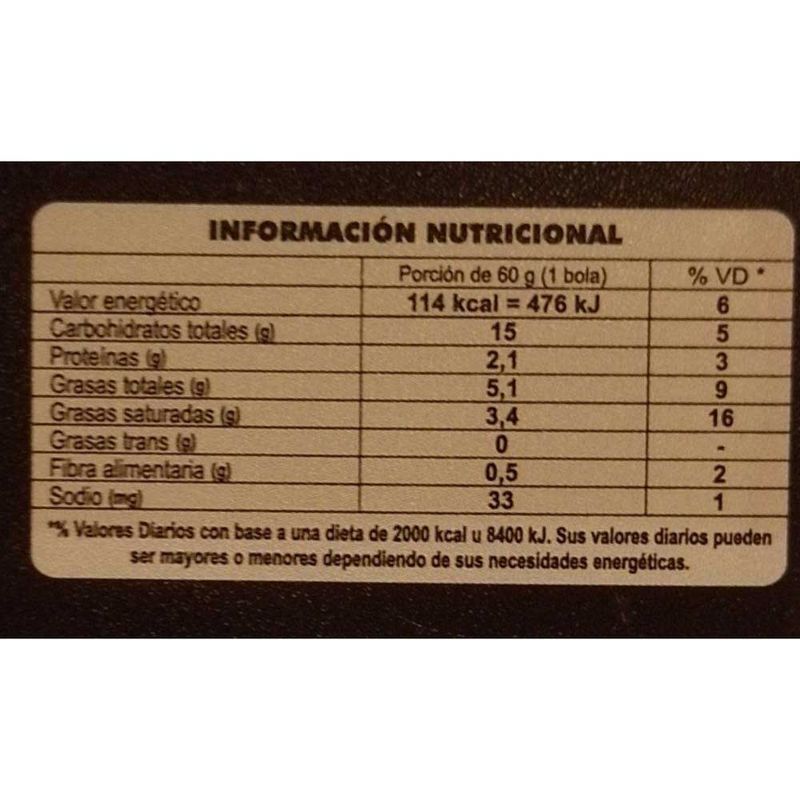 INFORMACIÓN NUTRICIONAL
Porción de 60 g (1 bola) % VD *
Valor energético 114 kcal = 476 kJ 6
Carbohidratos totales (g) 15 5
Proteínas (g) 2,1 3
Grasas totales (g) 5,1 9
Grasas saturadas (g) 3,4 16
Grasas trans (g) 0 -
Fibra alimentaria (g) 0,5 2
Sodio (mg) 33 1
*% Valores Diarios con base a una dieta de 2000 kcal u 8400 kJ. Sus valores diarios pueden
ser mayores o menores dependiendo de sus necesidades energéticas.